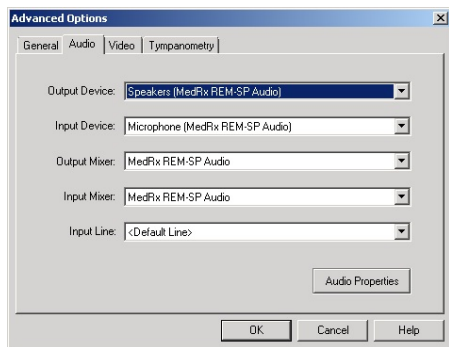 Advanced Options
General Audio Video Tympanometry
Output Device: Speakers (MedRx REM-SP Audio)
Input Device: Microphone (MedRx REM-SP Audio)
Output Mixer: MedRx REM-SP Audio
Input Mixer: MedRx REM-SP Audio
Input Line: <Default Line>
Audio Properties
OK Cancel Help